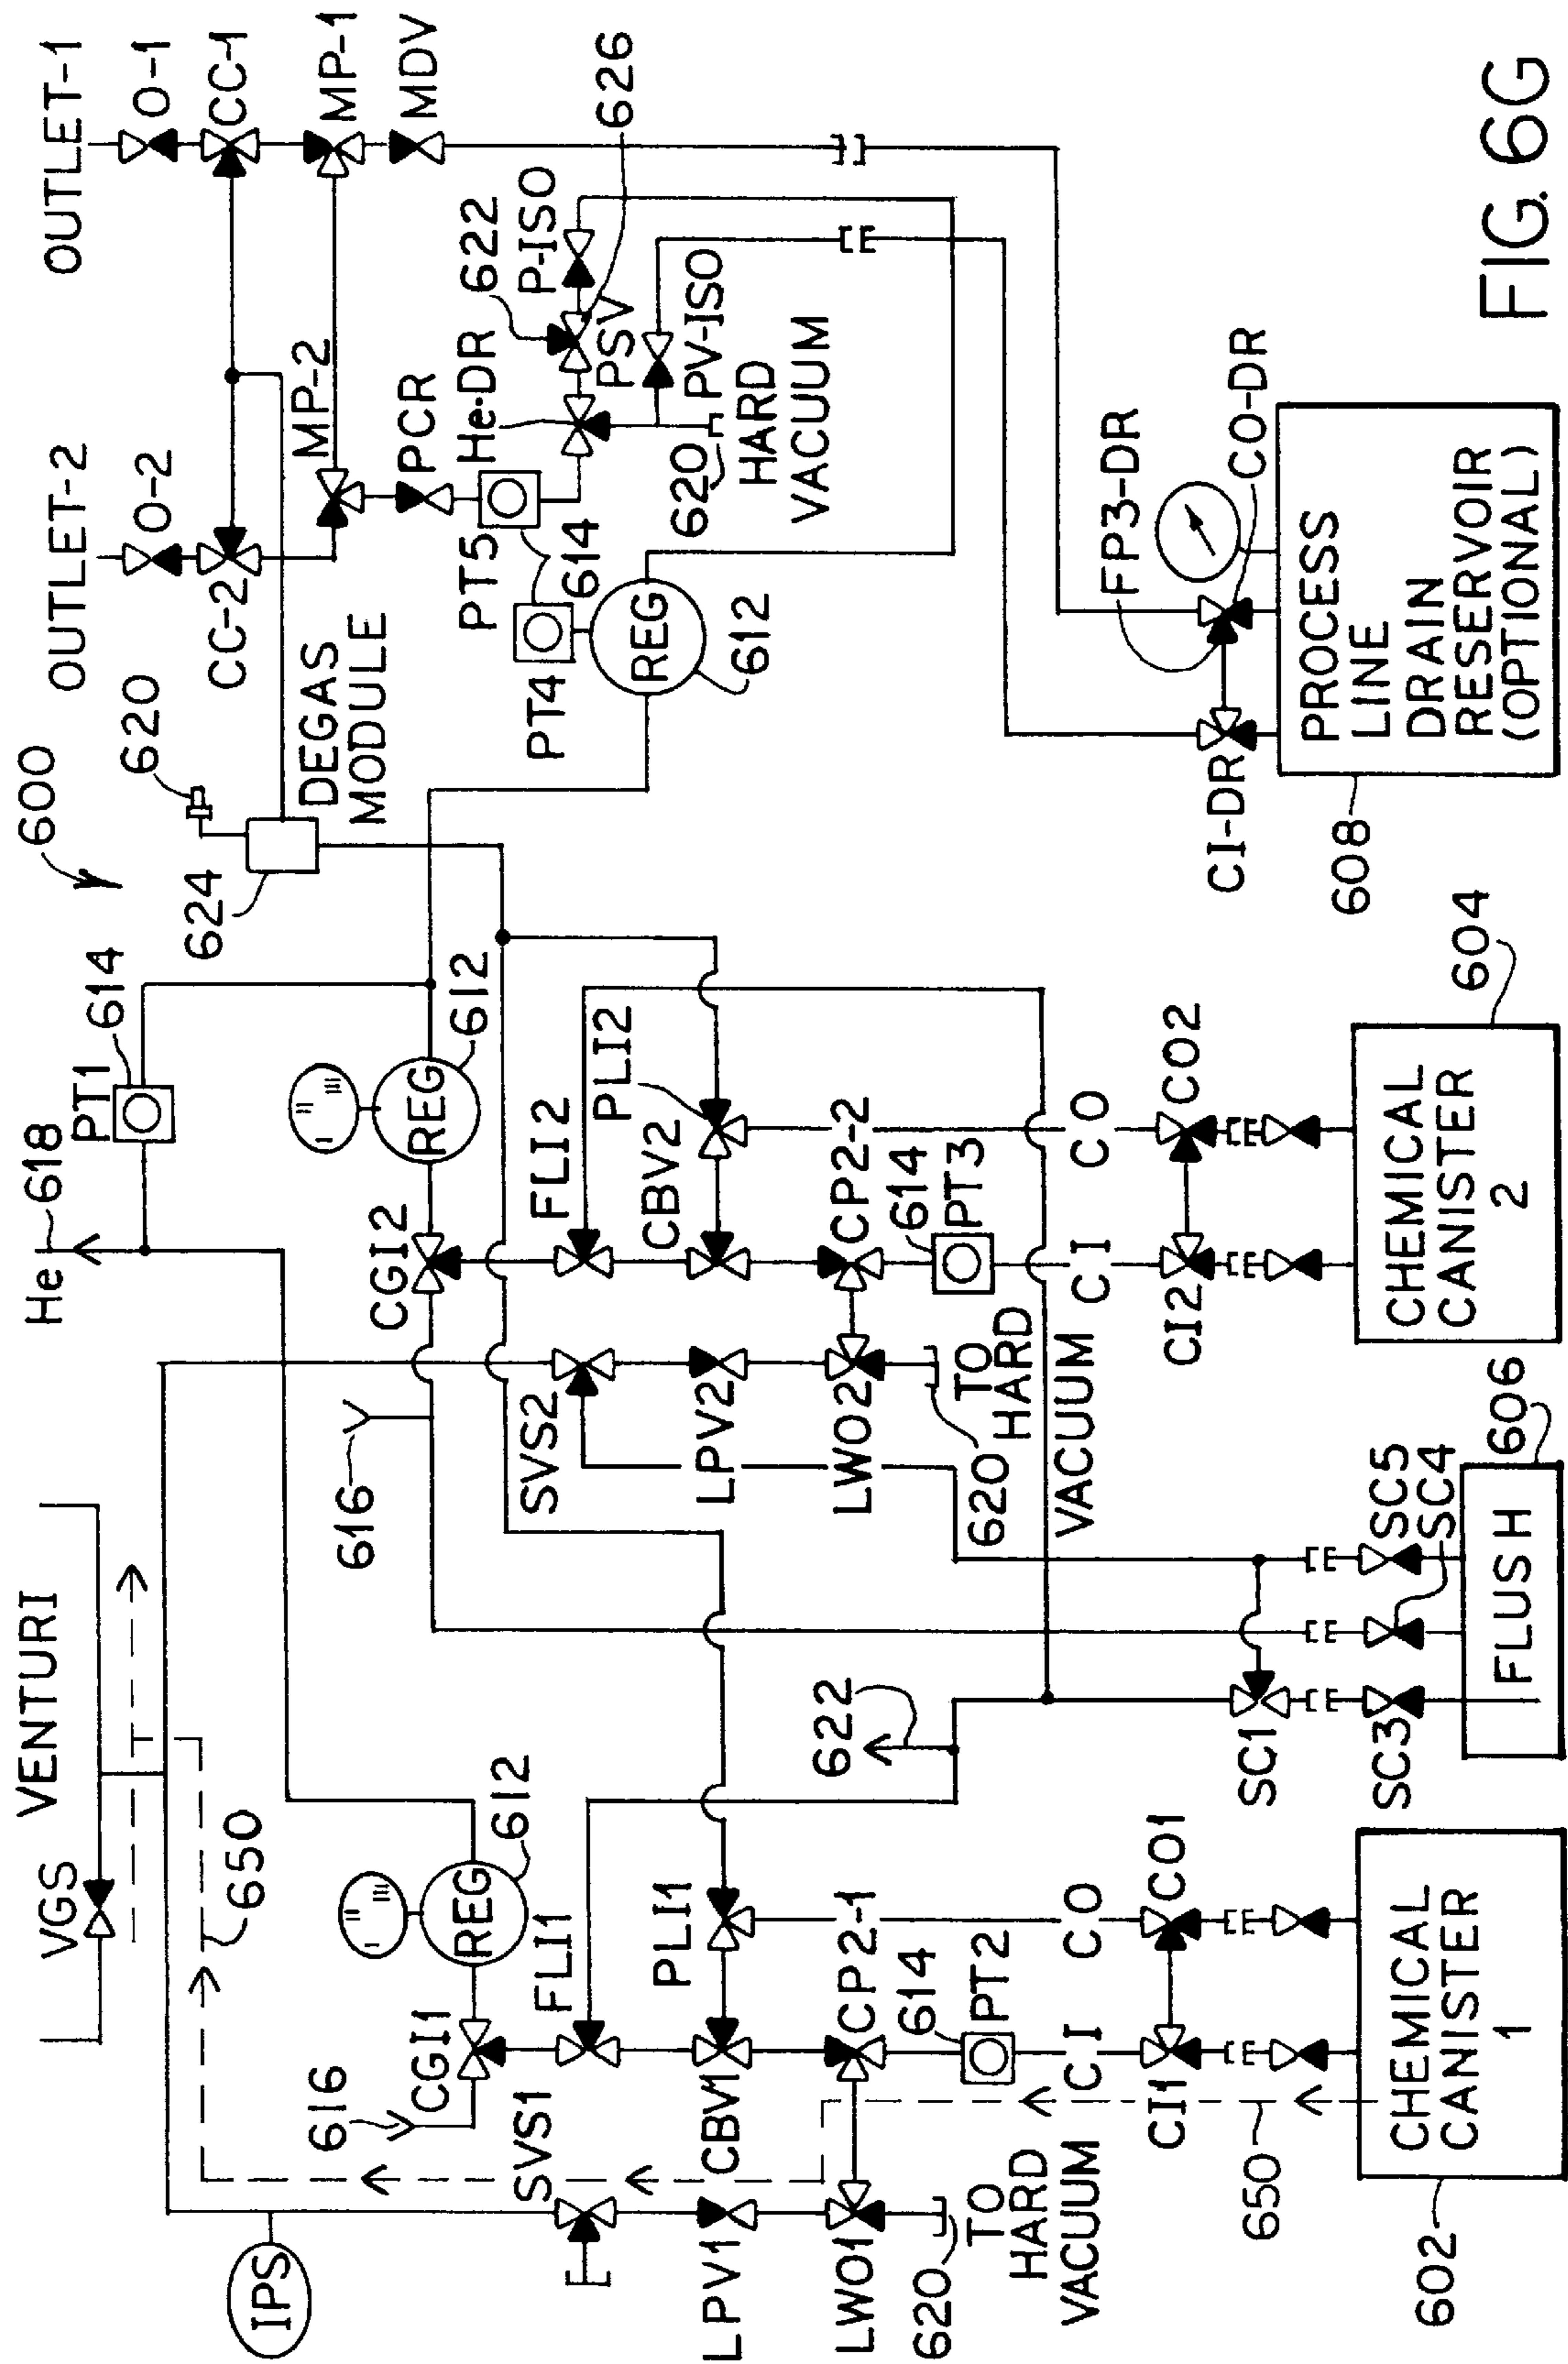 600
VENTURI
VGS
650
IPS
He
618
PT1
614
620
624
DEGAS
MODULE
OUTLET-2
O-2
CC-2
OUTLET-1
O-1
CC-1
MP-1
MDV
MP-2
PCR
He-DR
622
P-ISO
626
PSV
PV-ISO
620
HARD
VACUUM
PT5
614
PT4
REG
612
616
CGI1
REG
612
FLI1
SVS1
PLI1
CBV1
LPV1
CP2-1
LWO1
614
PT2
620
TO
HARD
VACUUM
CI
CO
CI1
CO1
650
CHEMICAL
CANISTER
1
602
622
616
CGI2
REG
612
FLI2
SVS2
PLI2
CBV2
LPV2
CP2-2
LWO2
614
PT3
620
TO
HARD
VACUUM
CI
CO
CI2
CO2
CHEMICAL
CANISTER
2
604
SC1
SC3
SC5
SC4
FLUSH
606
FP3-DR
CO-DR
CI-DR
PROCESS
LINE
DRAIN
RESERVOIR
(OPTIONAL)
608
FIG. 6G